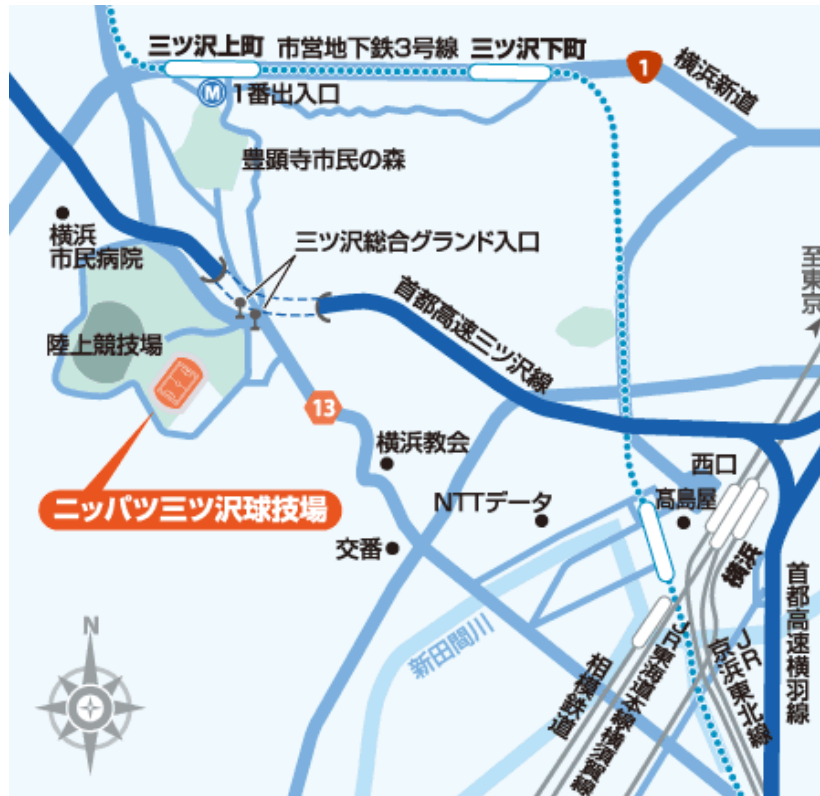 三ツ沢上町
市営地下鉄3号線
三ツ沢下町
1
横浜新道
M
1番出入口
豊顕寺市民の森
横浜
市民病院
三ツ沢総合グランド入口
至東京
首都高速三ツ沢線
陸上競技場
13
横浜教会
西口
ニッパツ三ツ沢球技場
NTTデータ
髙島屋
交番
横浜
首都高速横羽線
新田間川
N
相模鉄道
JR東海道本線横須賀線
JR
京浜東北線